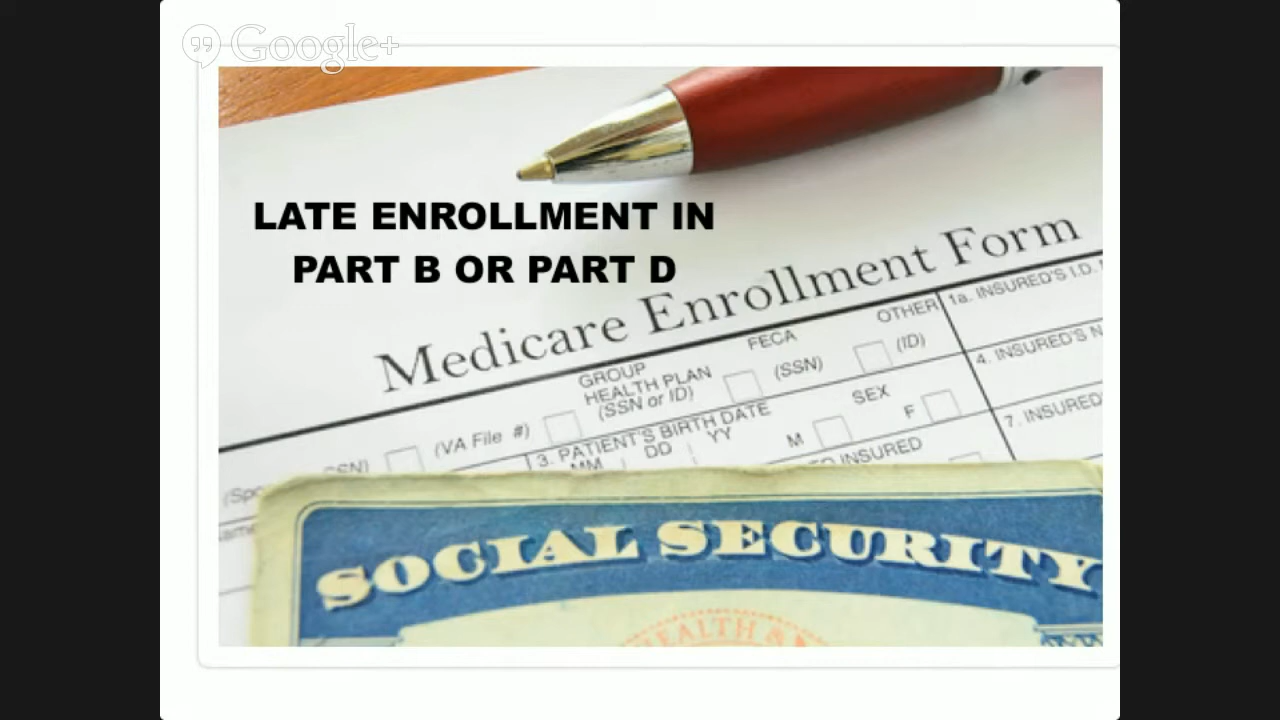 Google+
LATE ENROLLMENT IN
PART B OR PART D
Medicare Enrollment Form
GROUP
HEALTH PLAN
(SSN or ID)
FECA
(SSN)
OTHER
(ID)
1a. INSURED'S I.D.
(VA File #)
3. PATIENT'S BIRTH DATE
MM
DD
YY
SEX
M
F
4. INSURED'S N
7. INSURED
INSURED
SOCIAL SECURITY
HEALTH &